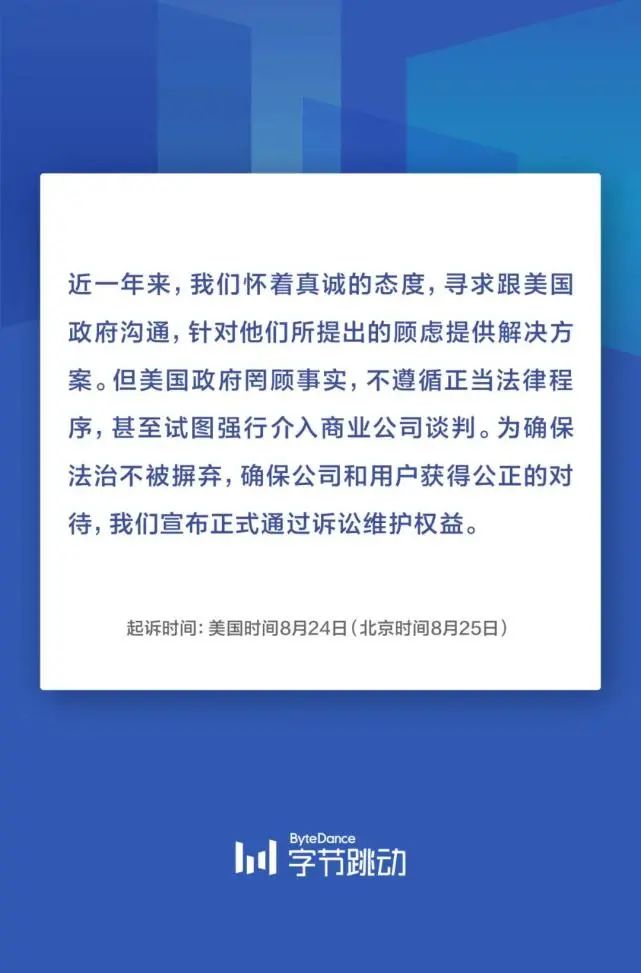 近一年来，我们怀着真诚的态度，寻求跟美国
政府沟通，针对他们所提出的顾虑提供解决方
案。但美国政府罔顾事实，不遵循正当法律程
序，甚至试图强行介入商业公司谈判。为确保
法治不被摒弃，确保公司和用户获得公正的对
待，我们宣布正式通过诉讼维护权益。
起诉时间：美国时间8月24日（北京时间8月25日）
ByteDance
字节跳动